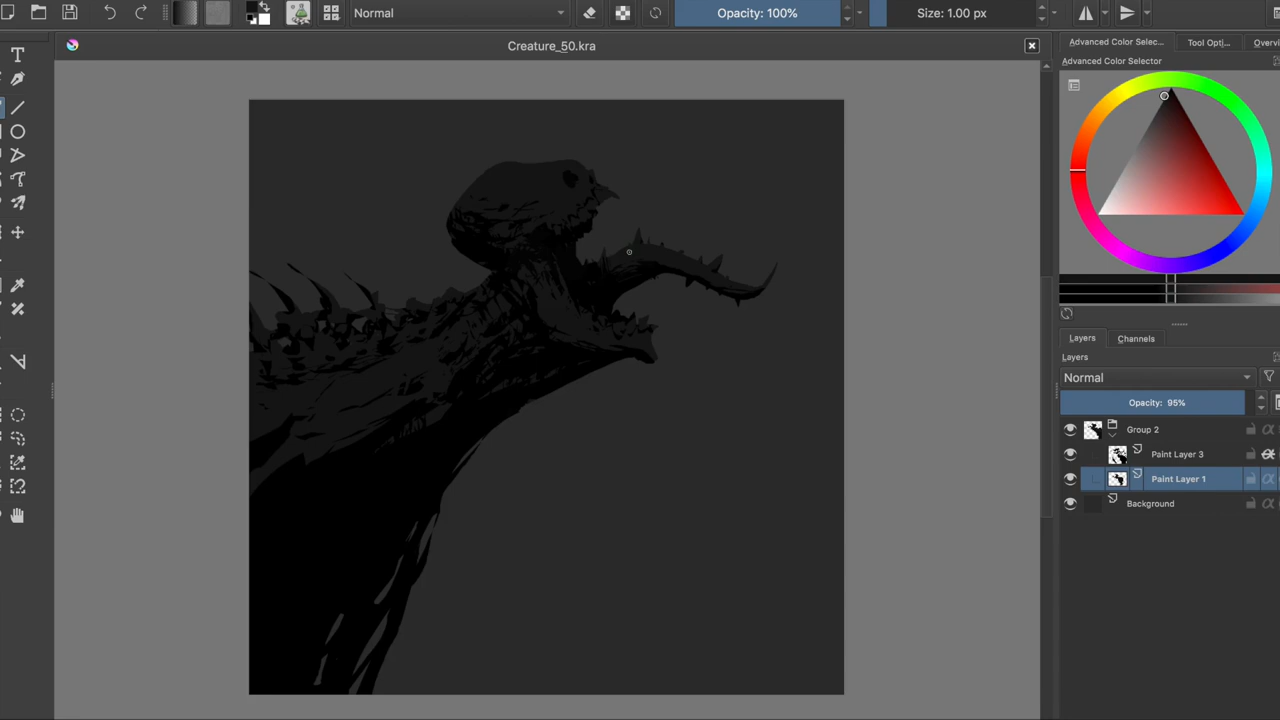 Normal
Opacity: 100%
Size: 1.00 px
Creature_50.kra
Advanced Color Selec...
Tool Opti...
Overvi
Advanced Color Selector
Layers
Channels
Layers
Normal
Opacity: 95%
Group 2
Paint Layer 3
Paint Layer 1
Background